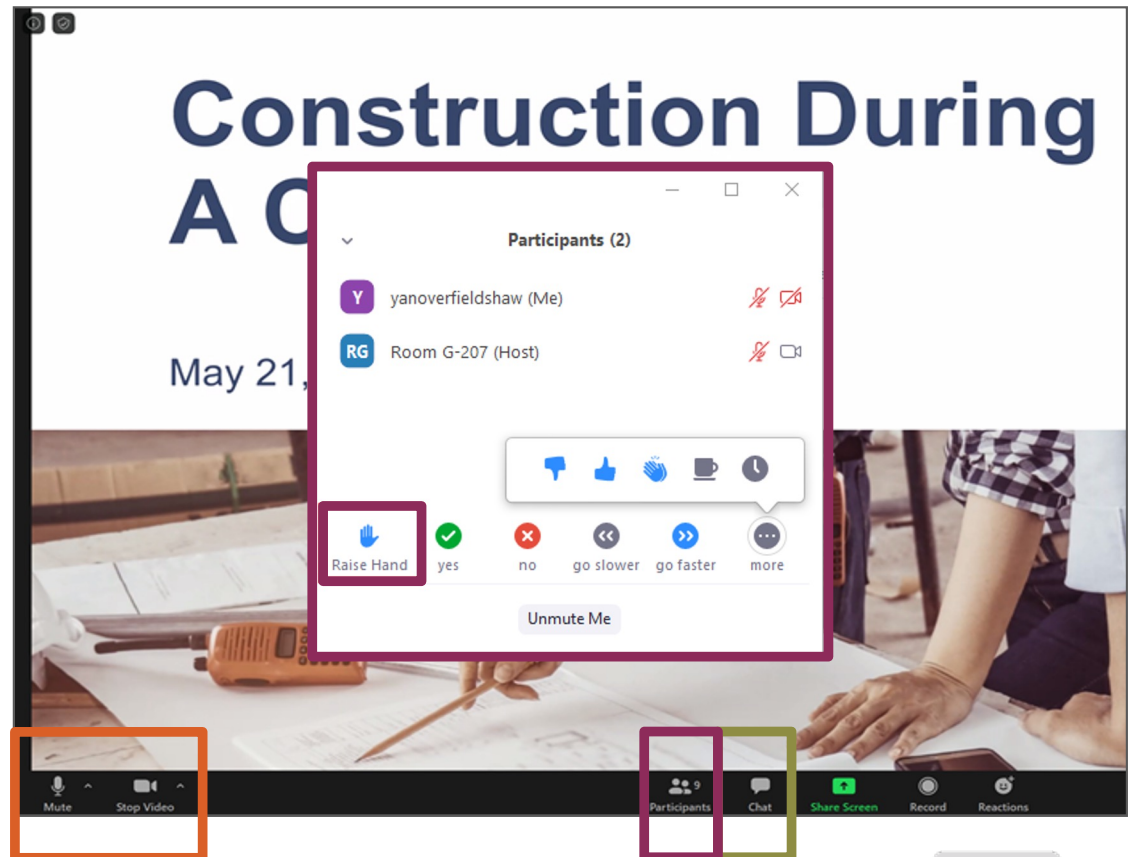 Construction During
A C
May 21,
Participants (2)
Y yanoverfieldshaw (Me)
RG Room G-207 (Host)
Raise Hand yes no go slower go faster more
Unmute Me
9
Mute Stop Video Participants Chat Share Screen Record Reactions